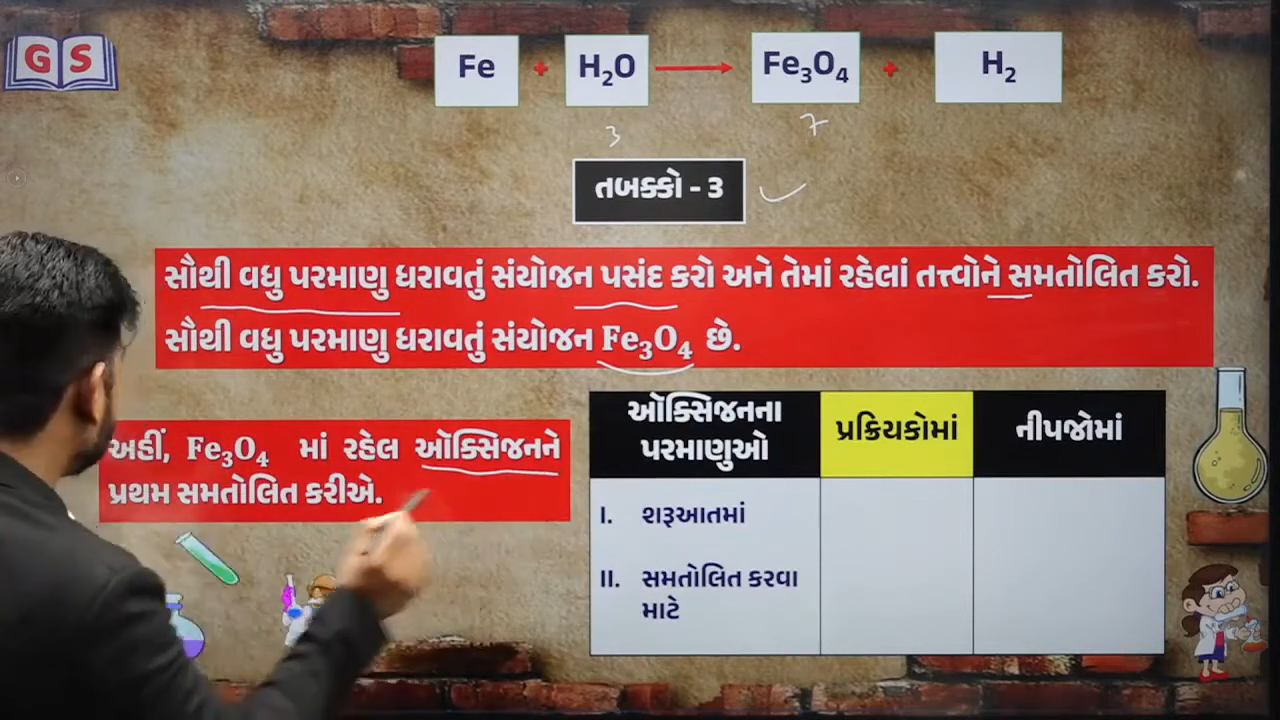 GS
Fe + H₂O → Fe₃O₄ + H₂
3 7
તબક્કો - 3
સૌથી વધુ પરમાણુ ધરાવતું સંયોજન પસંદ કરો અને તેમાં રહેલાં તત્ત્વોને સમતોલિત કરો.
સૌથી વધુ પરમાણુ ધરાવતું સંયોજન Fe₃O₄ છે.
અહીં, Fe₃O₄ માં રહેલ ઓક્સિજનને
પ્રથમ સમતોલિત કરીએ.
ઑક્સિજનના
પરમાણુઓ
પ્રક્રિયકોમાં
નીપજોમાં
I. શરૂઆતમાં
II. સમતોલિત કરવા
માટે